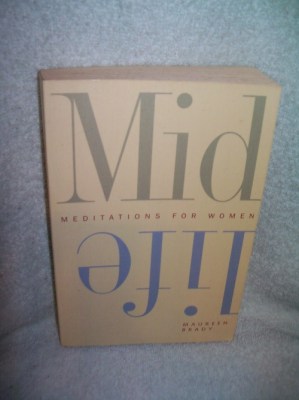 Mid
MEDITATIONS FOR WOMEN
life
MAUREEN
BRADY